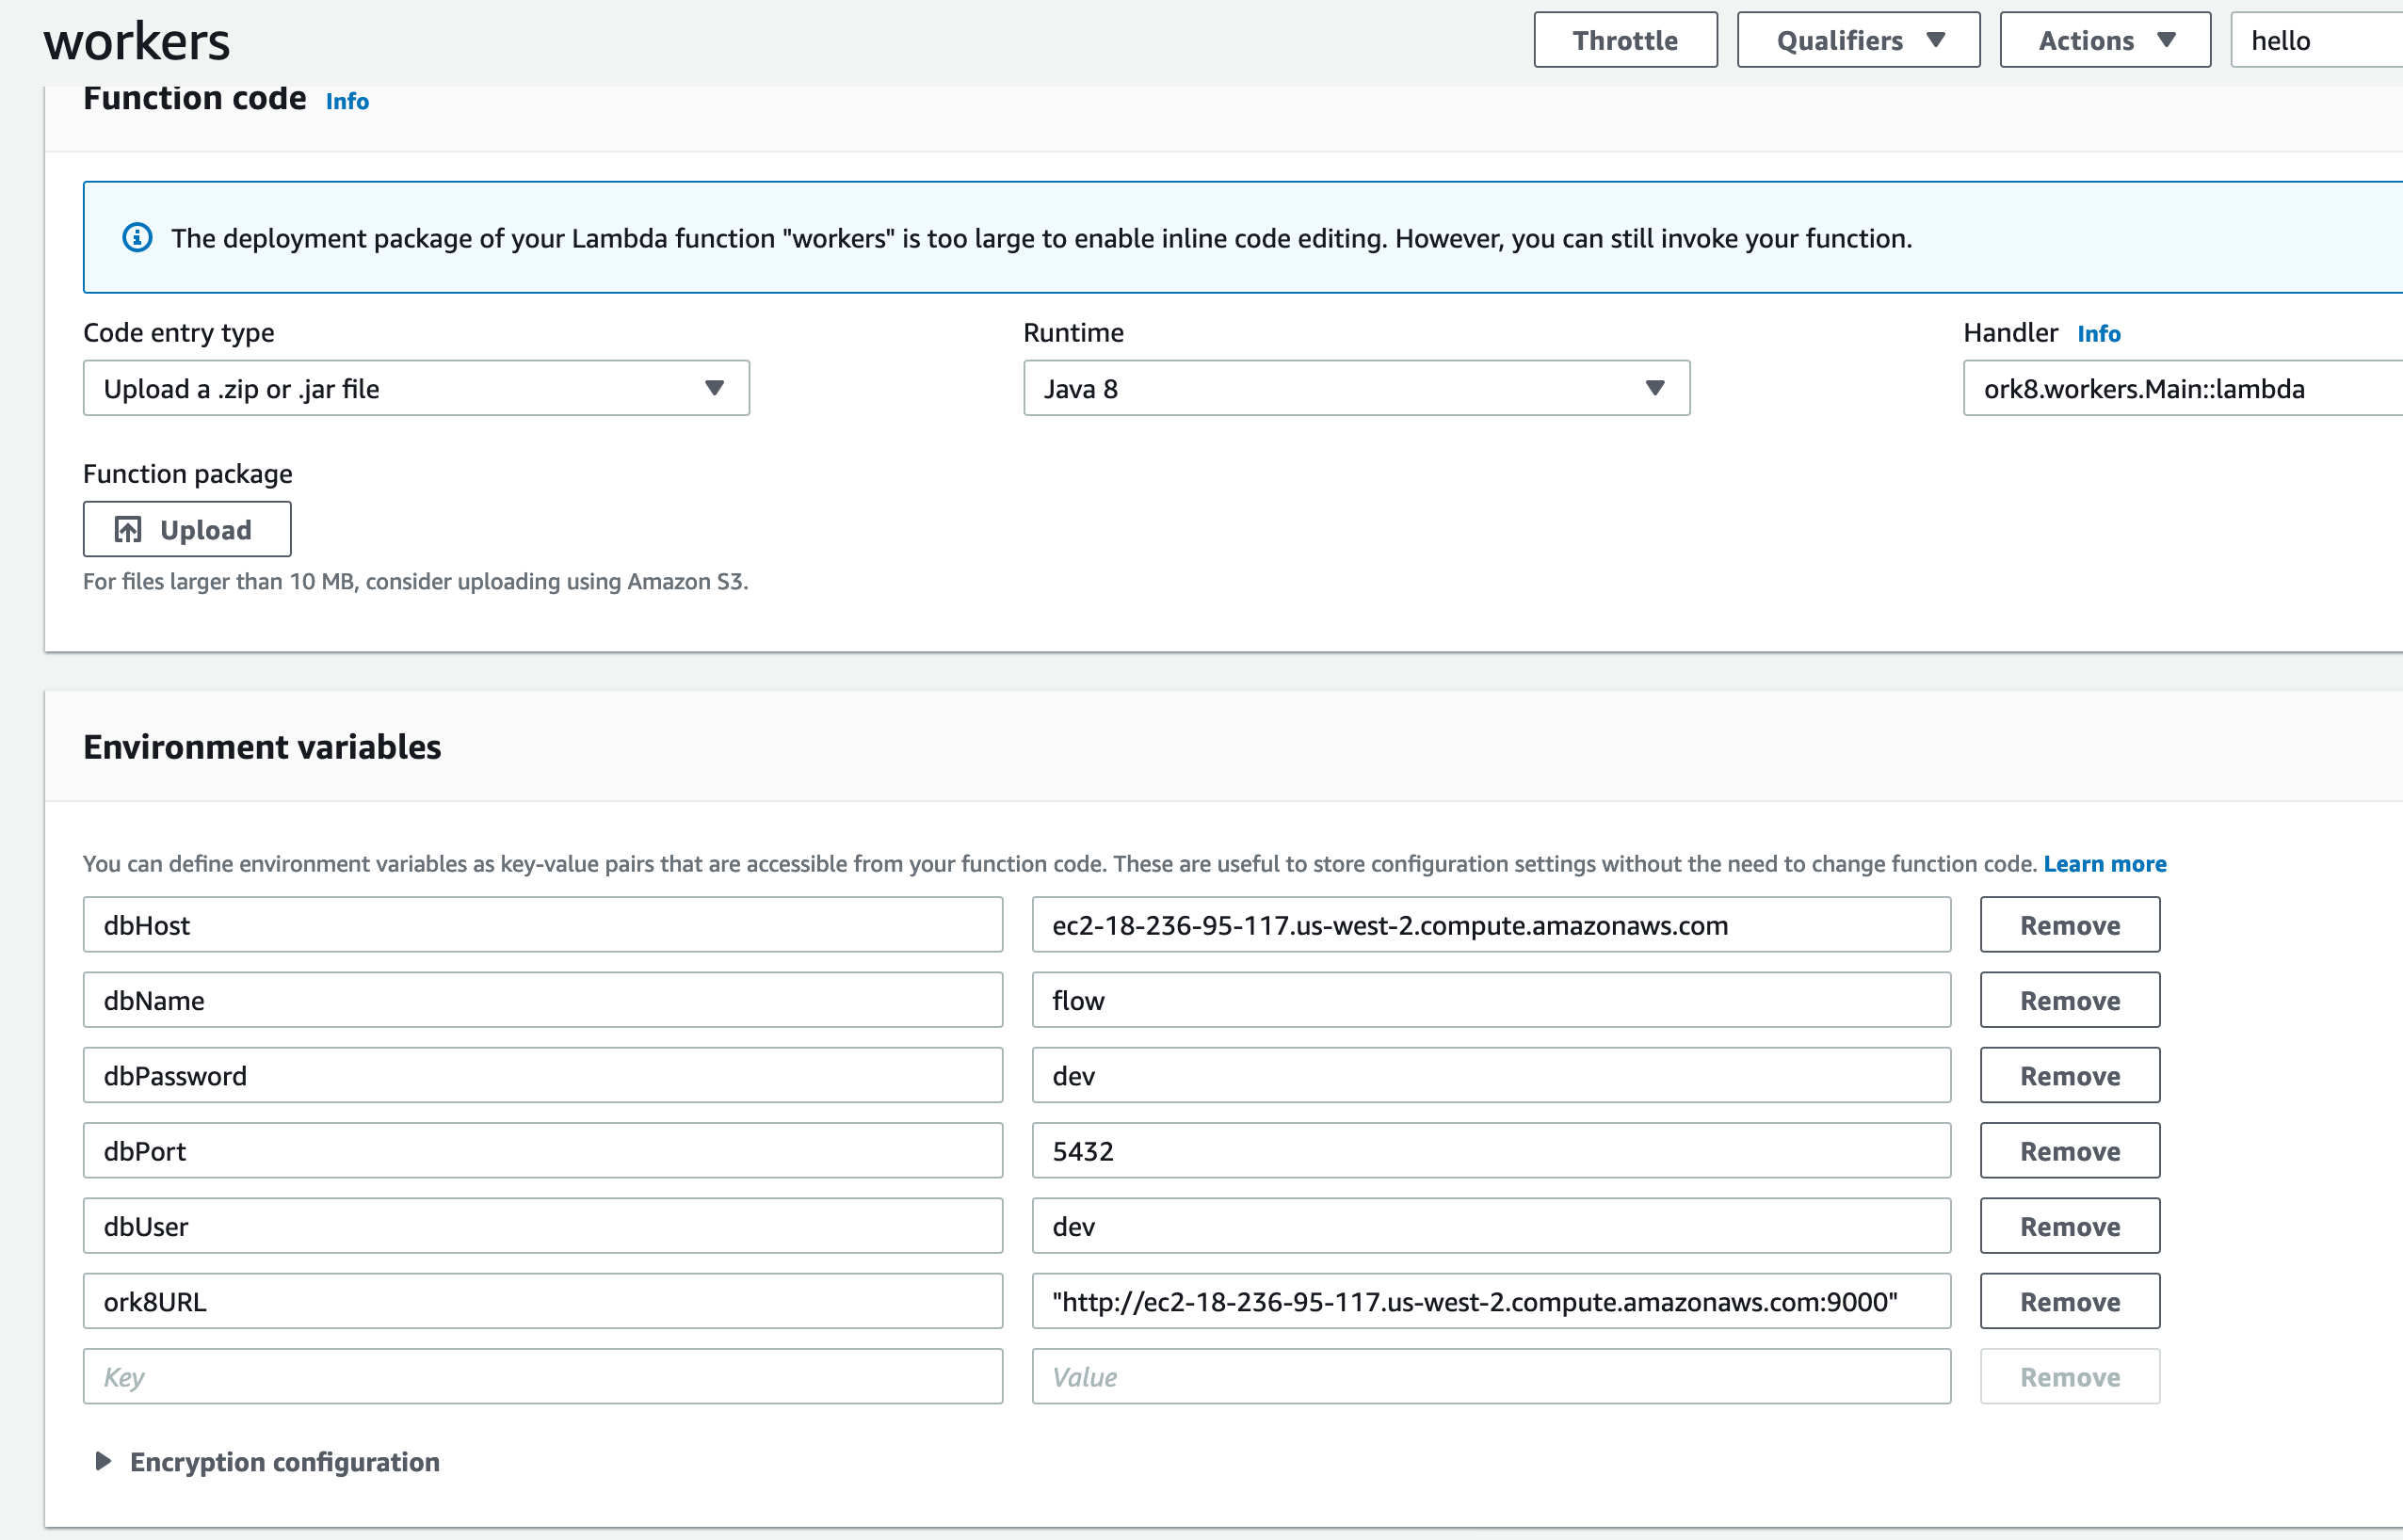 workers
Throttle
Qualifiers
Actions
hello
Function code Info
The deployment package of your Lambda function "workers" is too large to enable inline code editing. However, you can still invoke your function.
Code entry type
Runtime
Handler Info
Upload a .zip or .jar file
Java 8
ork8.workers.Main::lambda
Function package
Upload
For files larger than 10 MB, consider uploading using Amazon S3.
Environment variables
You can define environment variables as key-value pairs that are accessible from your function code. These are useful to store configuration settings without the need to change function code. Learn more
dbHost ec2-18-236-95-117.us-west-2.compute.amazonaws.com Remove
dbName flow Remove
dbPassword dev Remove
dbPort 5432 Remove
dbUser dev Remove
ork8URL "http://ec2-18-236-95-117.us-west-2.compute.amazonaws.com:9000" Remove
Key Value Remove
Encryption configuration